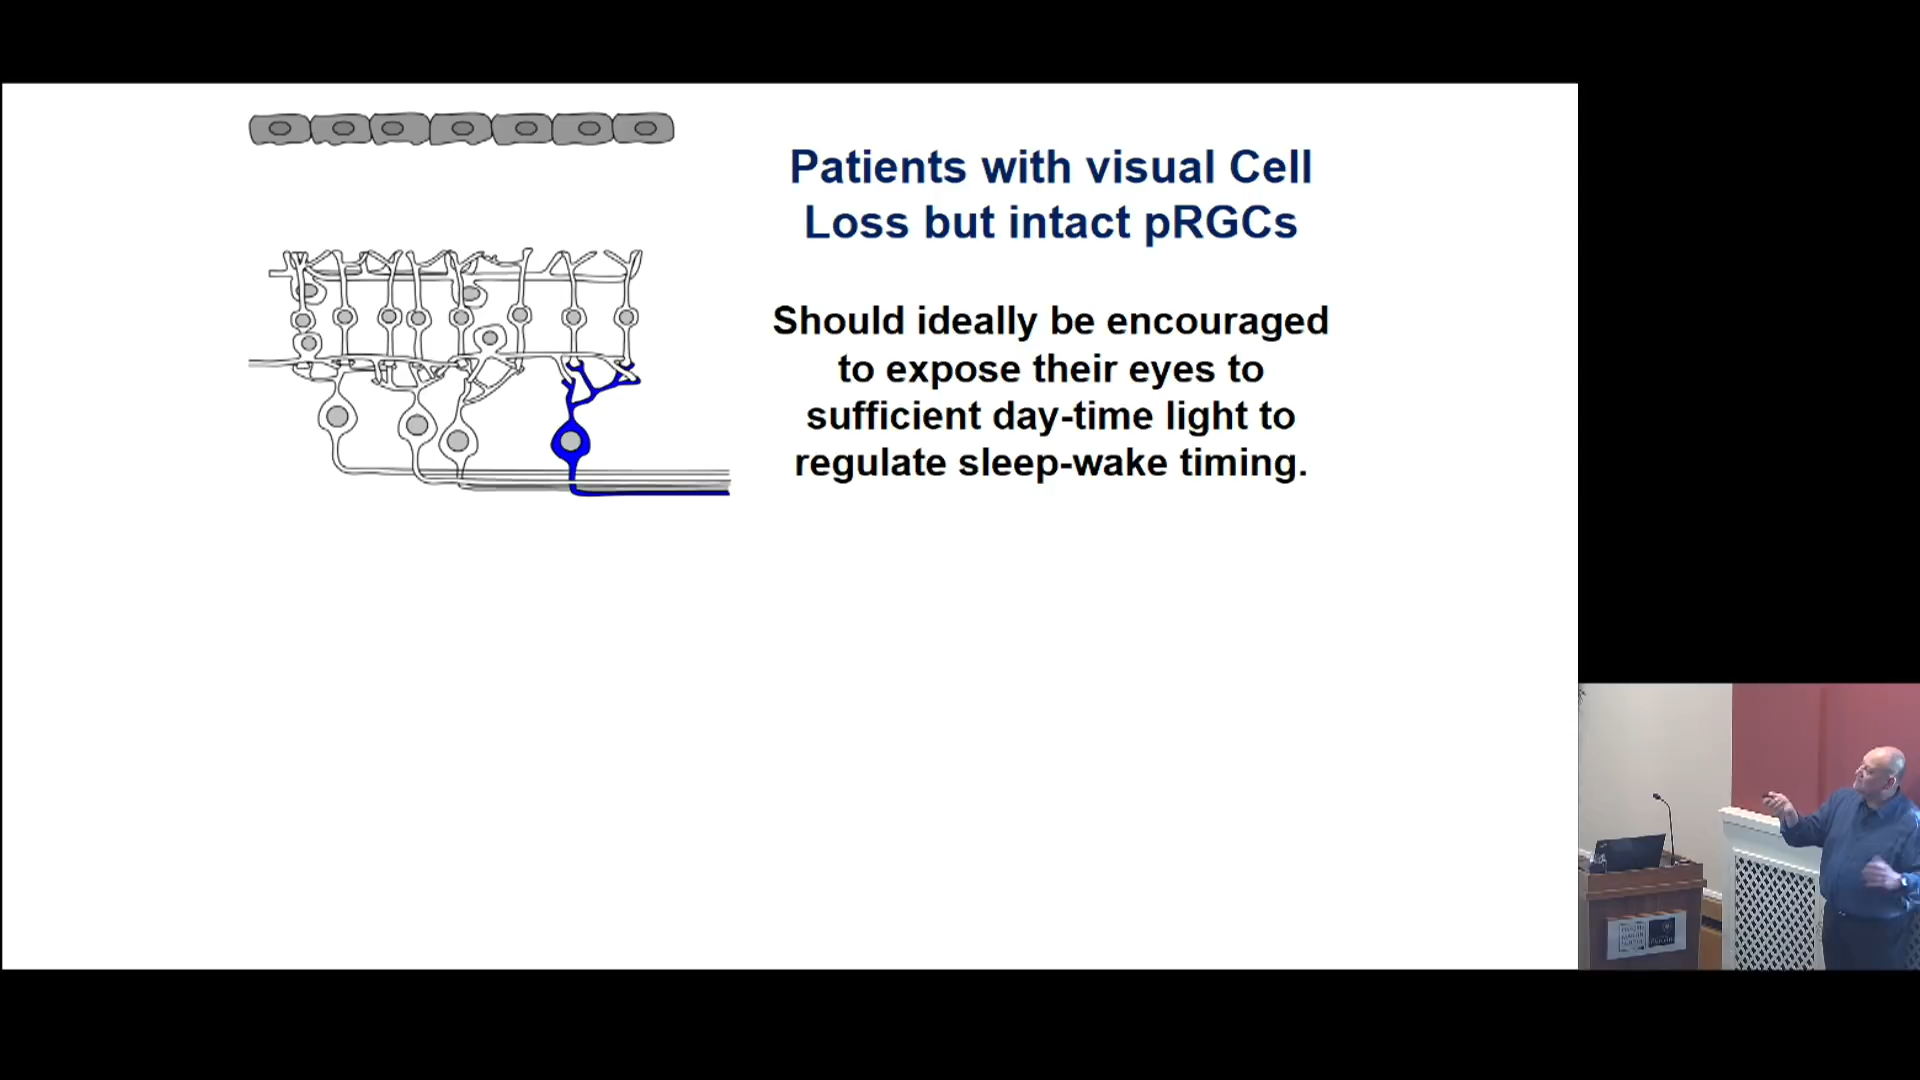 Patients with visual Cell
Loss but intact pRGCs
Should ideally be encouraged
to expose their eyes to
sufficient day-time light to
regulate sleep-wake timing.